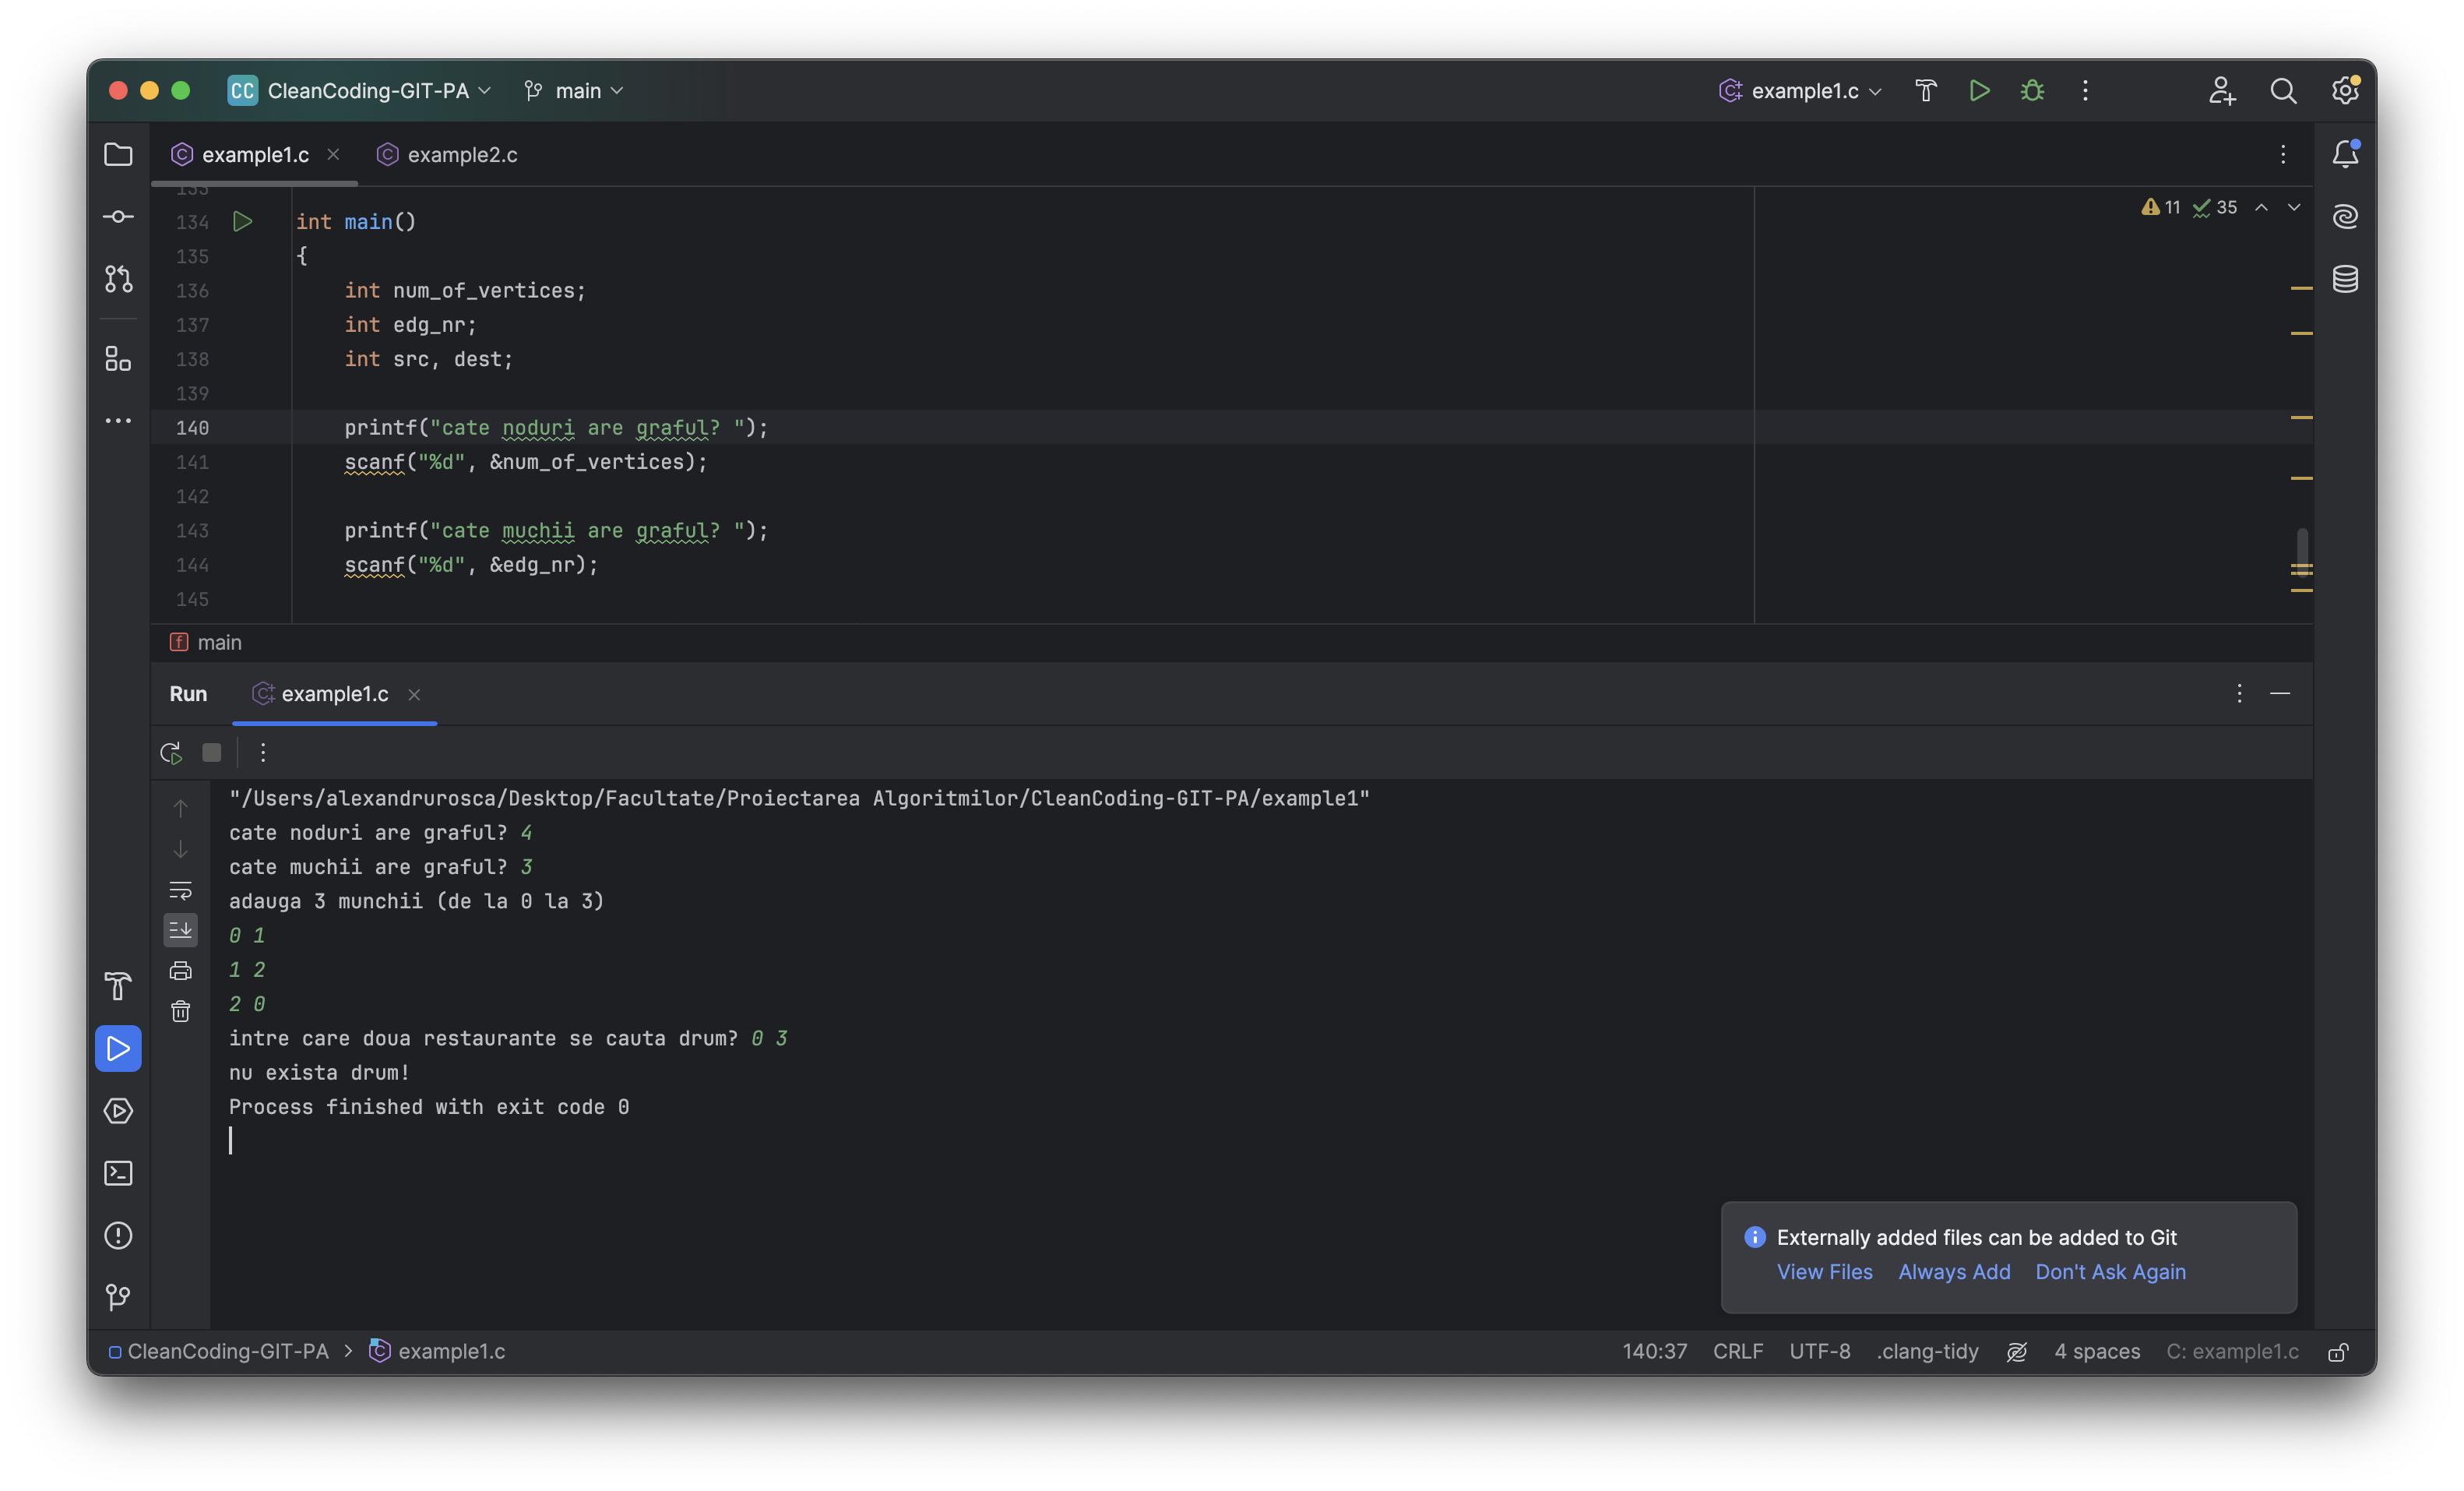 CC CleanCoding-GIT-PA main example1.c
example1.c example2.c
133
134 int main() 11 35
135 {
136 int num_of_vertices;
137 int edg_nr;
138 int src, dest;
139
140 printf("cate noduri are graful? ");
141 scanf("%d", &num_of_vertices);
142
143 printf("cate muchii are graful? ");
144 scanf("%d", &edg_nr);
145
f main
Run example1.c
"/Users/alexandrurosca/Desktop/Facultate/Proiectarea Algoritmilor/CleanCoding-GIT-PA/example1"
cate noduri are graful? 4
cate muchii are graful? 3
adauga 3 munchii (de la 0 la 3)
0 1
1 2
2 0
intre care doua restaurante se cauta drum? 0 3
nu exista drum!
Process finished with exit code 0
Externally added files can be added to Git
View Files Always Add Don't Ask Again
CleanCoding-GIT-PA > example1.c 140:37 CRLF UTF-8 .clang-tidy 4 spaces C: example1.c